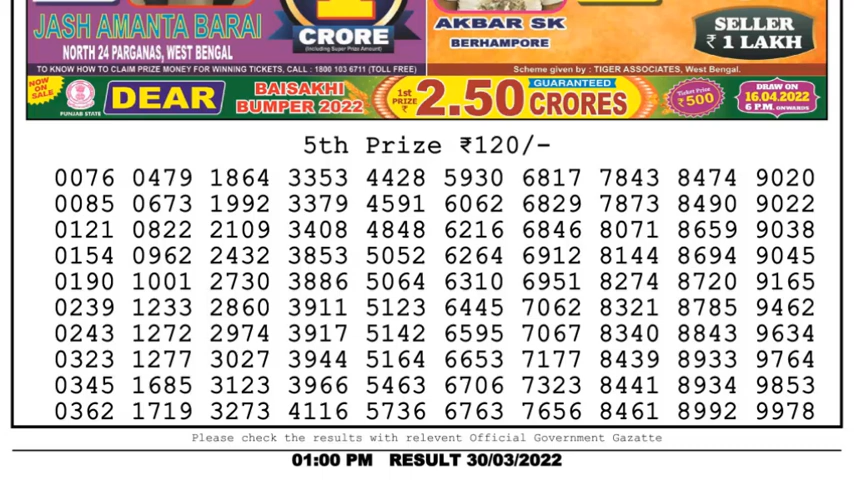 JASH AMANTA BARAI
NORTH 24 PARGANAS, WEST BENGAL
1
CRORE
(Including Super Prize Amount)
AKBAR SK
BERHAMPORE
SELLER
₹ 1 LAKH
TO KNOW HOW TO CLAIM PRIZE MONEY FOR WINNING TICKETS, CALL : 1800 103 6711 (TOLL FREE)
Scheme given by : TIGER ASSOCIATES, West Bengal.
NOW ON SALE
PUNJAB STATE
DEAR
BAISAKHI
BUMPER 2022
1st PRIZE ₹
2.50
GUARANTEED
CRORES
Ticket Price
₹500
DRAW ON
16.04.2022
6 P.M. ONWARDS
5th Prize ₹120/-
0076 0479 1864 3353 4428 5930 6817 7843 8474 9020
0085 0673 1992 3379 4591 6062 6829 7873 8490 9022
0121 0822 2109 3408 4848 6216 6846 8071 8659 9038
0154 0962 2432 3853 5052 6264 6912 8144 8694 9045
0190 1001 2730 3886 5064 6310 6951 8274 8720 9165
0239 1233 2860 3911 5123 6445 7062 8321 8785 9462
0243 1272 2974 3917 5142 6595 7067 8340 8843 9634
0323 1277 3027 3944 5164 6653 7177 8439 8933 9764
0345 1685 3123 3966 5463 6706 7323 8441 8934 9853
0362 1719 3273 4116 5736 6763 7656 8461 8992 9978
Please check the results with relevent Official Government Gazatte
01:00 PM RESULT 30/03/2022